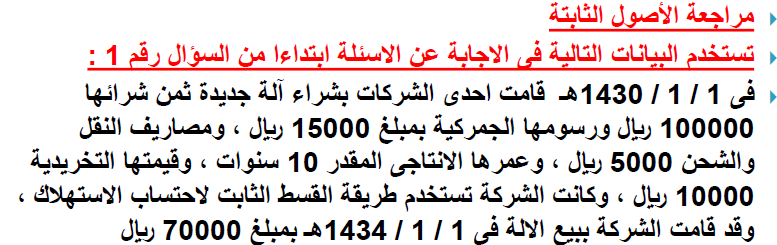 مراجعة الأصول الثابتة
تستخدم البيانات التالية فى الاجابة عن الاسئلة ابتداءا من السؤال رقم 1 :
فى 1 / 1 / 1430هـ قامت احدى الشركات بشراء آلة جديدة ثمن شرائها
100000 ريال ورسومها الجمركية بمبلغ 15000 ريال ، ومصاريف النقل
والشحن 5000 ريال ، وعمرها الانتاجى المقدر 10 سنوات ، وقيمتها التخريدية
10000 ريال ، وكانت الشركة تستخدم طريقة القسط الثابت لاحتساب الاستهلاك ،
وقد قامت الشركة ببيع الالة فى 1 / 1 / 1434هـ بمبلغ 70000 ريال